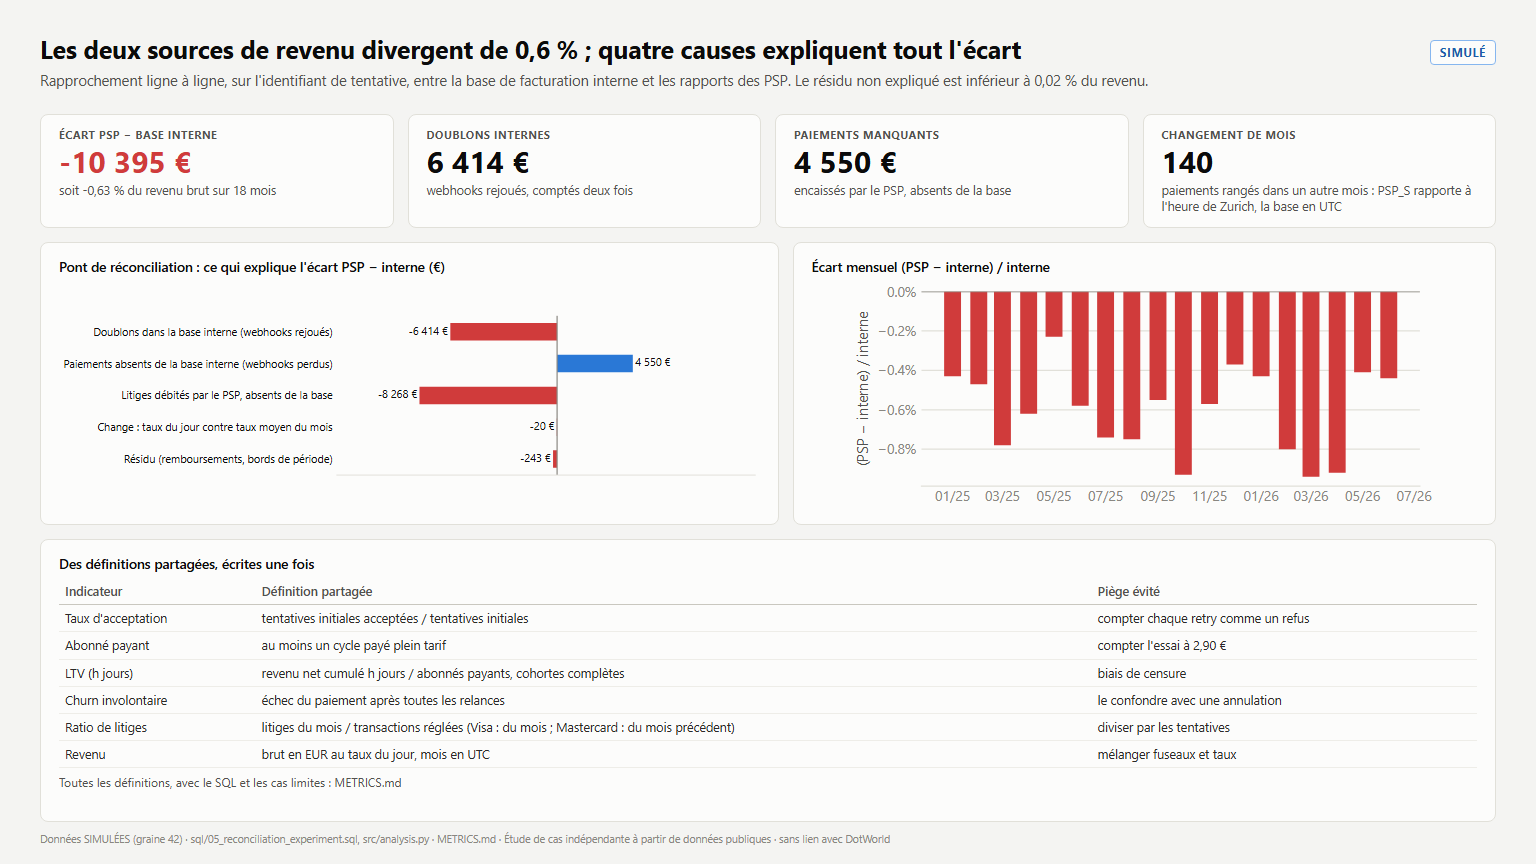 Les deux sources de revenu divergent de 0,6 % ; quatre causes expliquent tout l'écart
SIMULÉ
Rapprochement ligne à ligne, sur l'identifiant de tentative, entre la base de facturation interne et les rapports des PSP. Le résidu non expliqué est inférieur à 0,02 % du revenu.
ÉCART PSP − BASE INTERNE
-10 395 €
soit -0,63 % du revenu brut sur 18 mois
DOUBLONS INTERNES
6 414 €
webhooks rejoués, comptés deux fois
PAIEMENTS MANQUANTS
4 550 €
encaissés par le PSP, absents de la base
CHANGEMENT DE MOIS
140
paiements rangés dans un autre mois : PSP_S rapporte à
l'heure de Zurich, la base en UTC
Pont de réconciliation : ce qui explique l'écart PSP − interne (€)
Doublons dans la base interne (webhooks rejoués) -6 414 €
Paiements absents de la base interne (webhooks perdus) 4 550 €
Litiges débités par le PSP, absents de la base -8 268 €
Change : taux du jour contre taux moyen du mois -20 €
Résidu (remboursements, bords de période) -243 €
Écart mensuel (PSP − interne) / interne
(PSP − interne) / interne
0.0%
−0.2%
−0.4%
−0.6%
−0.8%
01/25 03/25 05/25 07/25 09/25 11/25 01/26 03/26 05/26 07/26
Des définitions partagées, écrites une fois
Indicateur Définition partagée Piège évité
Taux d'acceptation tentatives initiales acceptées / tentatives initiales compter chaque retry comme un refus
Abonné payant au moins un cycle payé plein tarif compter l'essai à 2,90 €
LTV (h jours) revenu net cumulé h jours / abonnés payants, cohortes complètes biais de censure
Churn involontaire échec du paiement après toutes les relances le confondre avec une annulation
Ratio de litiges litiges du mois / transactions réglées (Visa : du mois ; Mastercard : du mois précédent) diviser par les tentatives
Revenu brut en EUR au taux du jour, mois en UTC mélanger fuseaux et taux
Toutes les définitions, avec le SQL et les cas limites : METRICS.md
Données SIMULÉES (graine 42) · sql/05_reconciliation_experiment.sql, src/analysis.py · METRICS.md · Étude de cas indépendante à partir de données publiques · sans lien avec DotWorld